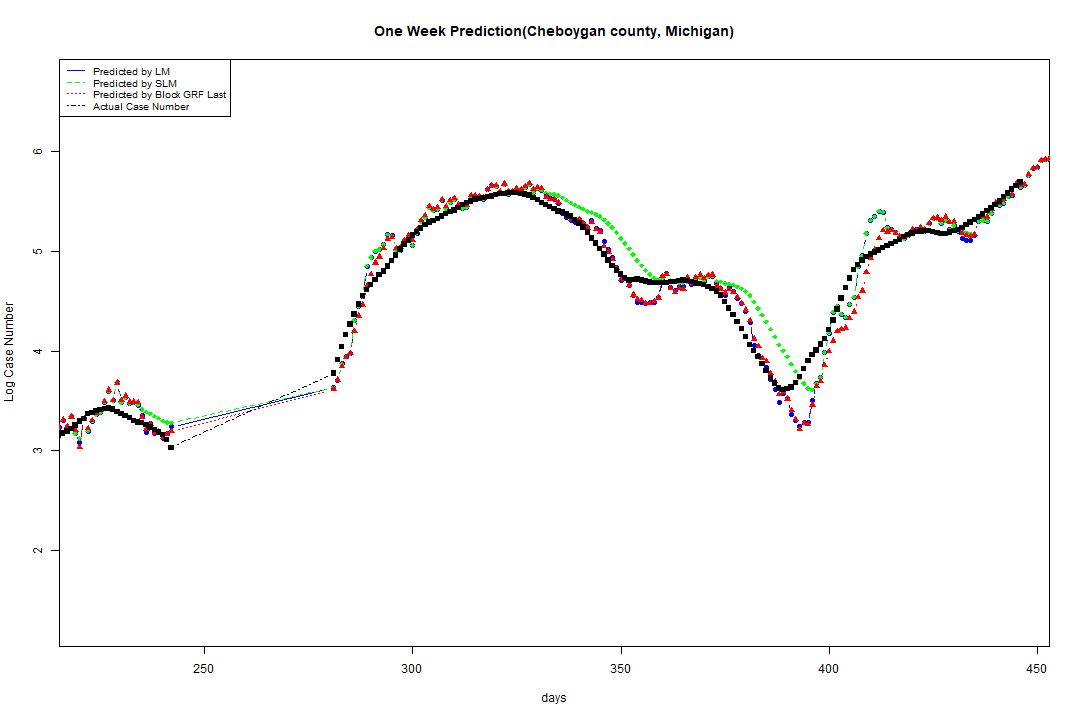 One Week Prediction(Cheboygan county, Michigan)
Predicted by LM
Predicted by SLM
Predicted by Block GRF Last
Actual Case Number
6
5
4
3
2
Log Case Number
250 300 350 400 450
days